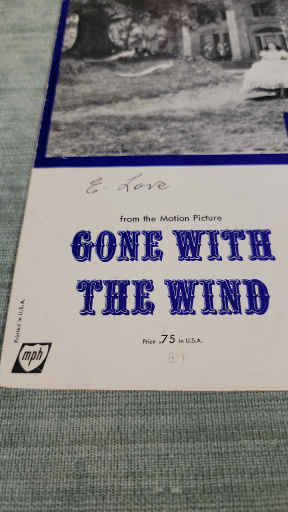 E. Love
from the Motion Picture
GONE WITH
THE WIND
Price .75 in U.S.A.
Printed in U.S.A.
mph